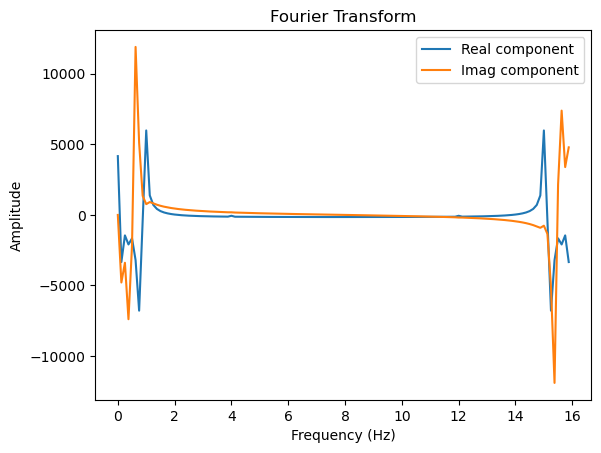 Fourier Transform
Real component
Imag component
10000
5000
0
−5000
−10000
Amplitude
0 2 4 6 8 10 12 14 16
Frequency (Hz)